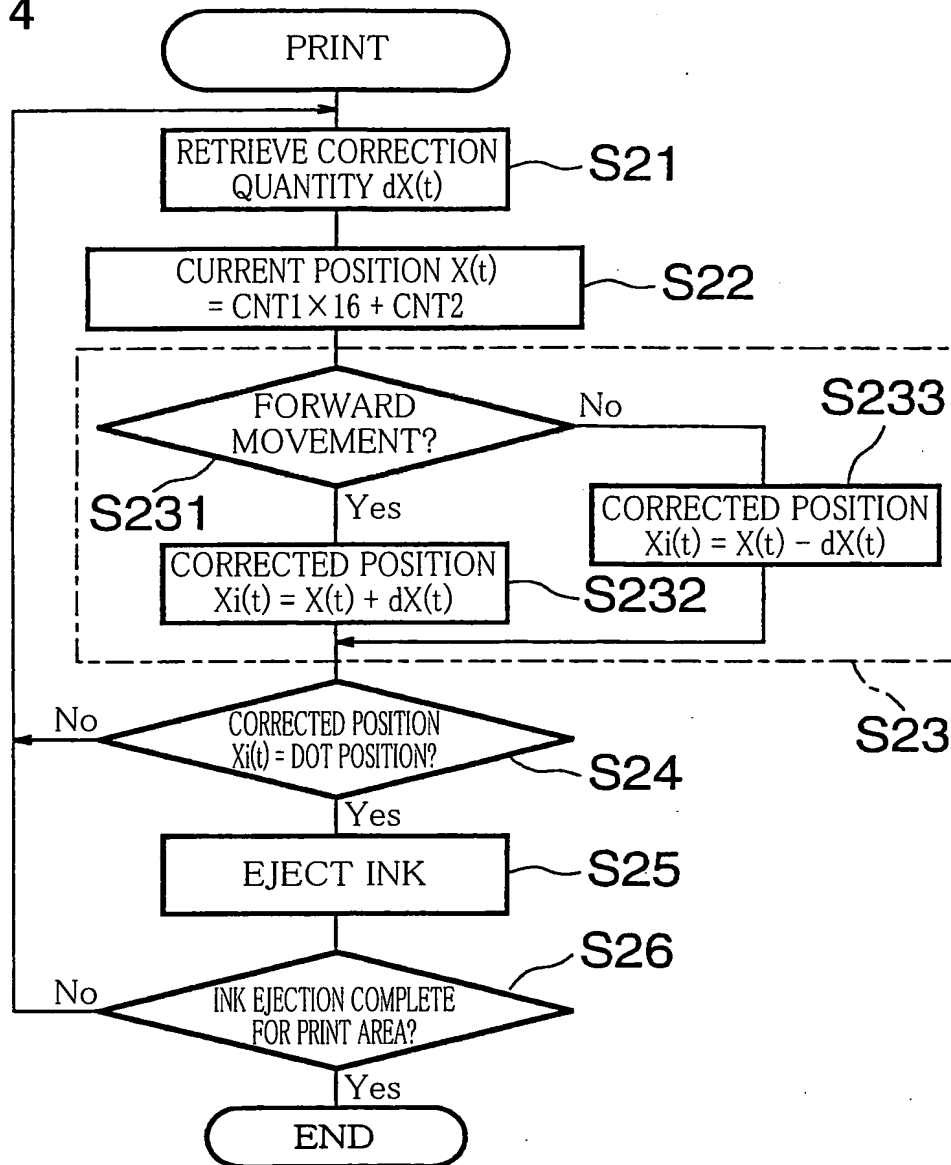 4
PRINT
RETRIEVE CORRECTION
QUANTITY dX(t)
S21
CURRENT POSITION X(t)
= CNT1×16 + CNT2
S22
FORWARD
MOVEMENT?
No
S233
S231
Yes
CORRECTED POSITION
Xi(t) = X(t) - dX(t)
CORRECTED POSITION
Xi(t) = X(t) + dX(t)
S232
S23
No
CORRECTED POSITION
Xi(t) = DOT POSITION?
S24
Yes
EJECT INK
S25
S26
No
INK EJECTION COMPLETE
FOR PRINT AREA?
Yes
END